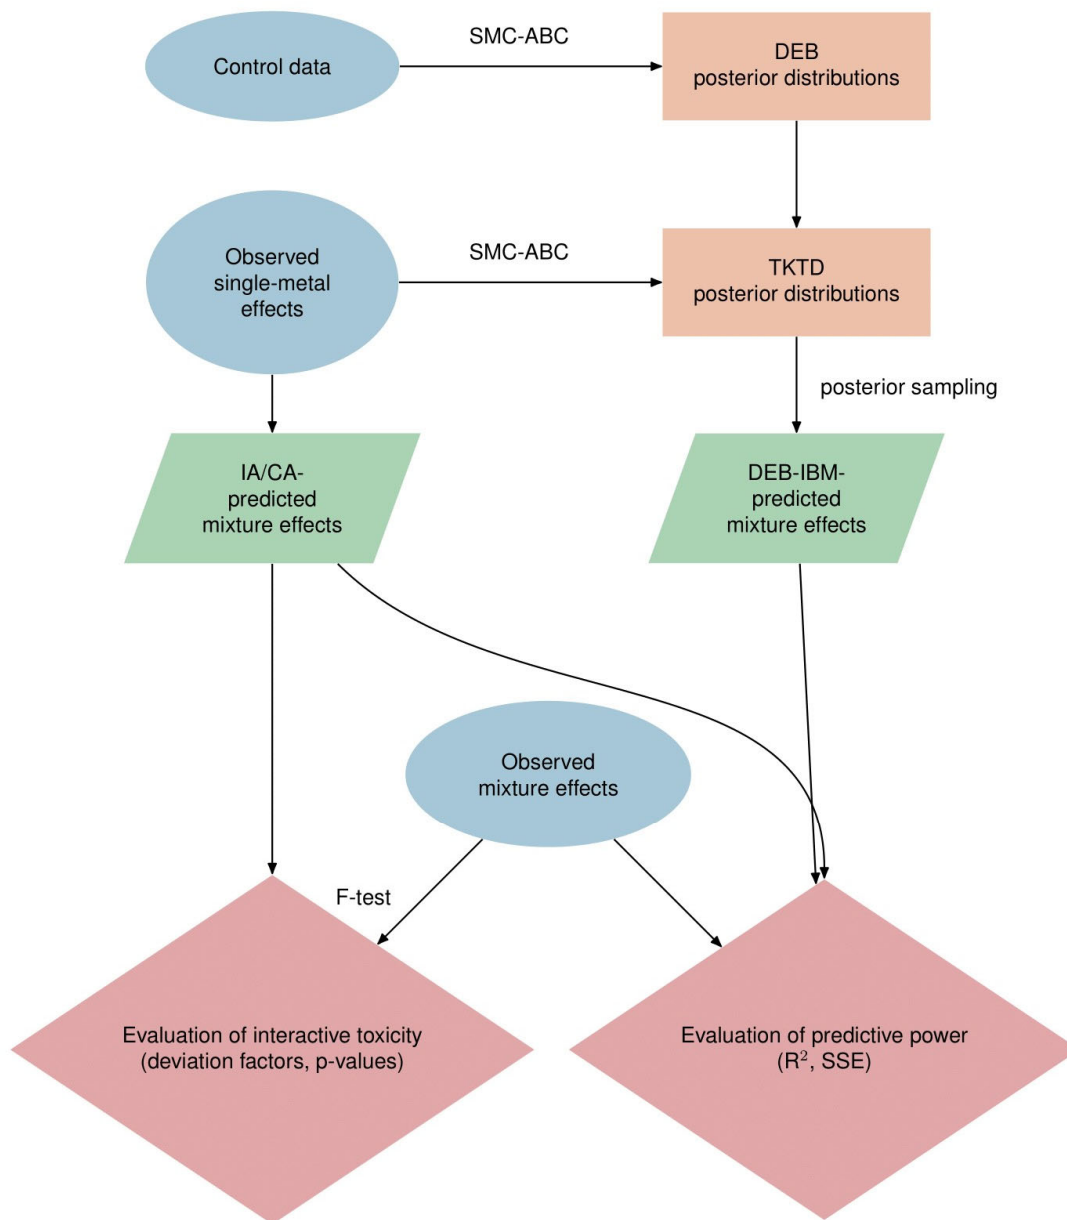 Control data
SMC-ABC
DEB
posterior distributions
Observed
single-metal
effects
SMC-ABC
TKTD
posterior distributions
posterior sampling
IA/CA-
predicted
mixture effects
DEB-IBM-
predicted
mixture effects
Observed
mixture effects
F-test
Evaluation of interactive toxicity
(deviation factors, p-values)
Evaluation of predictive power
(R², SSE)